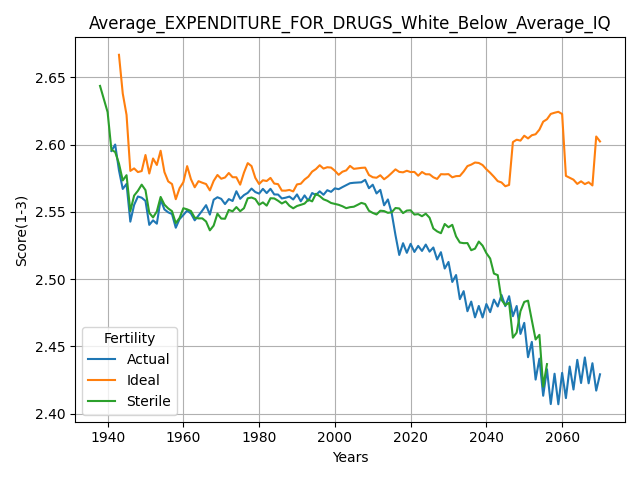 Average_EXPENDITURE_FOR_DRUGS_White_Below_Average_IQ
Score(1-3)
2.65
2.60
2.55
2.50
2.45
2.40
Fertility
Actual
Ideal
Sterile
1940 1960 1980 2000 2020 2040 2060
Years